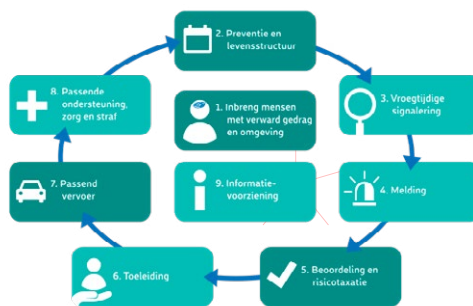 2. Preventie en
levensstructuur
8. Passende
ondersteuning,
zorg en straf
1. Inbreng mensen
met verward gedrag
en omgeving
3. Vroegtijdige
signalering
7. Passend
vervoer
9. Informatie-
voorziening
4. Melding
6. Toeleiding
5. Beoordeling en
risicotaxatie